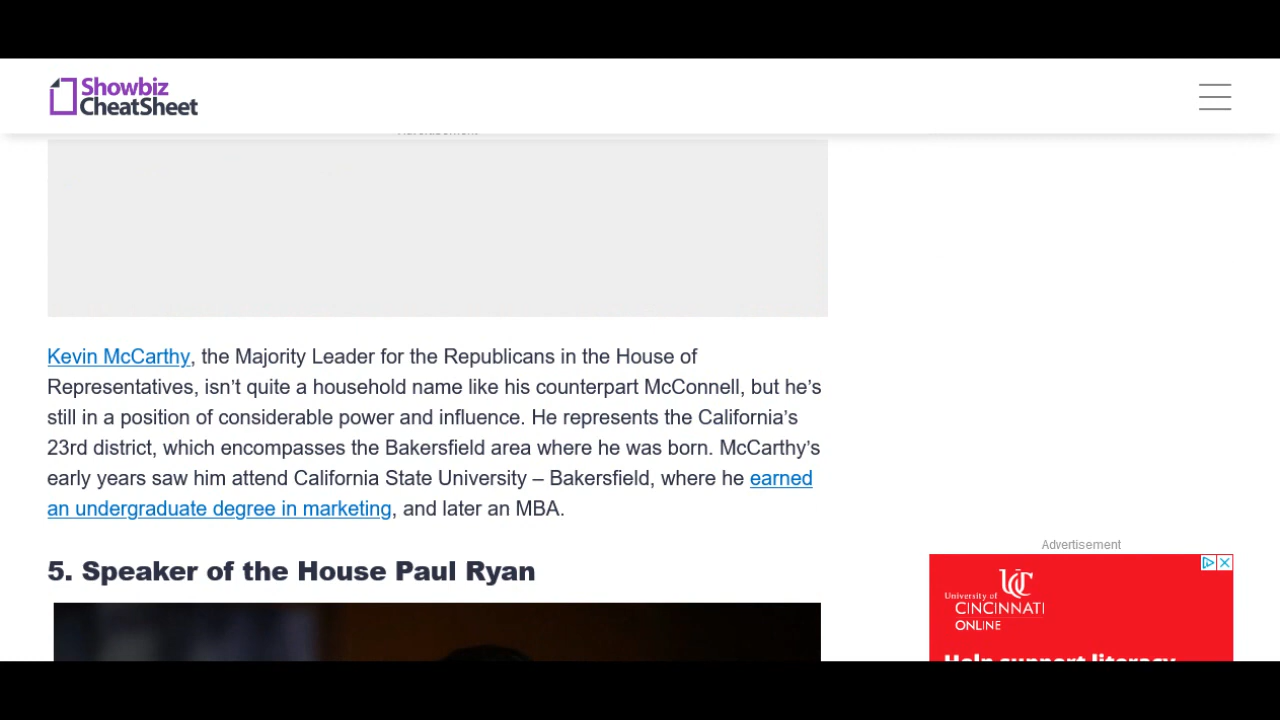 Showbiz
CheatSheet
Kevin McCarthy, the Majority Leader for the Republicans in the House of
Representatives, isn't quite a household name like his counterpart McConnell, but he's
still in a position of considerable power and influence. He represents the California's
23rd district, which encompasses the Bakersfield area where he was born. McCarthy's
early years saw him attend California State University – Bakersfield, where he earned
an undergraduate degree in marketing, and later an MBA.
5. Speaker of the House Paul Ryan
Advertisement
UC
University of
CINCINNATI
ONLINE
Help support literacy